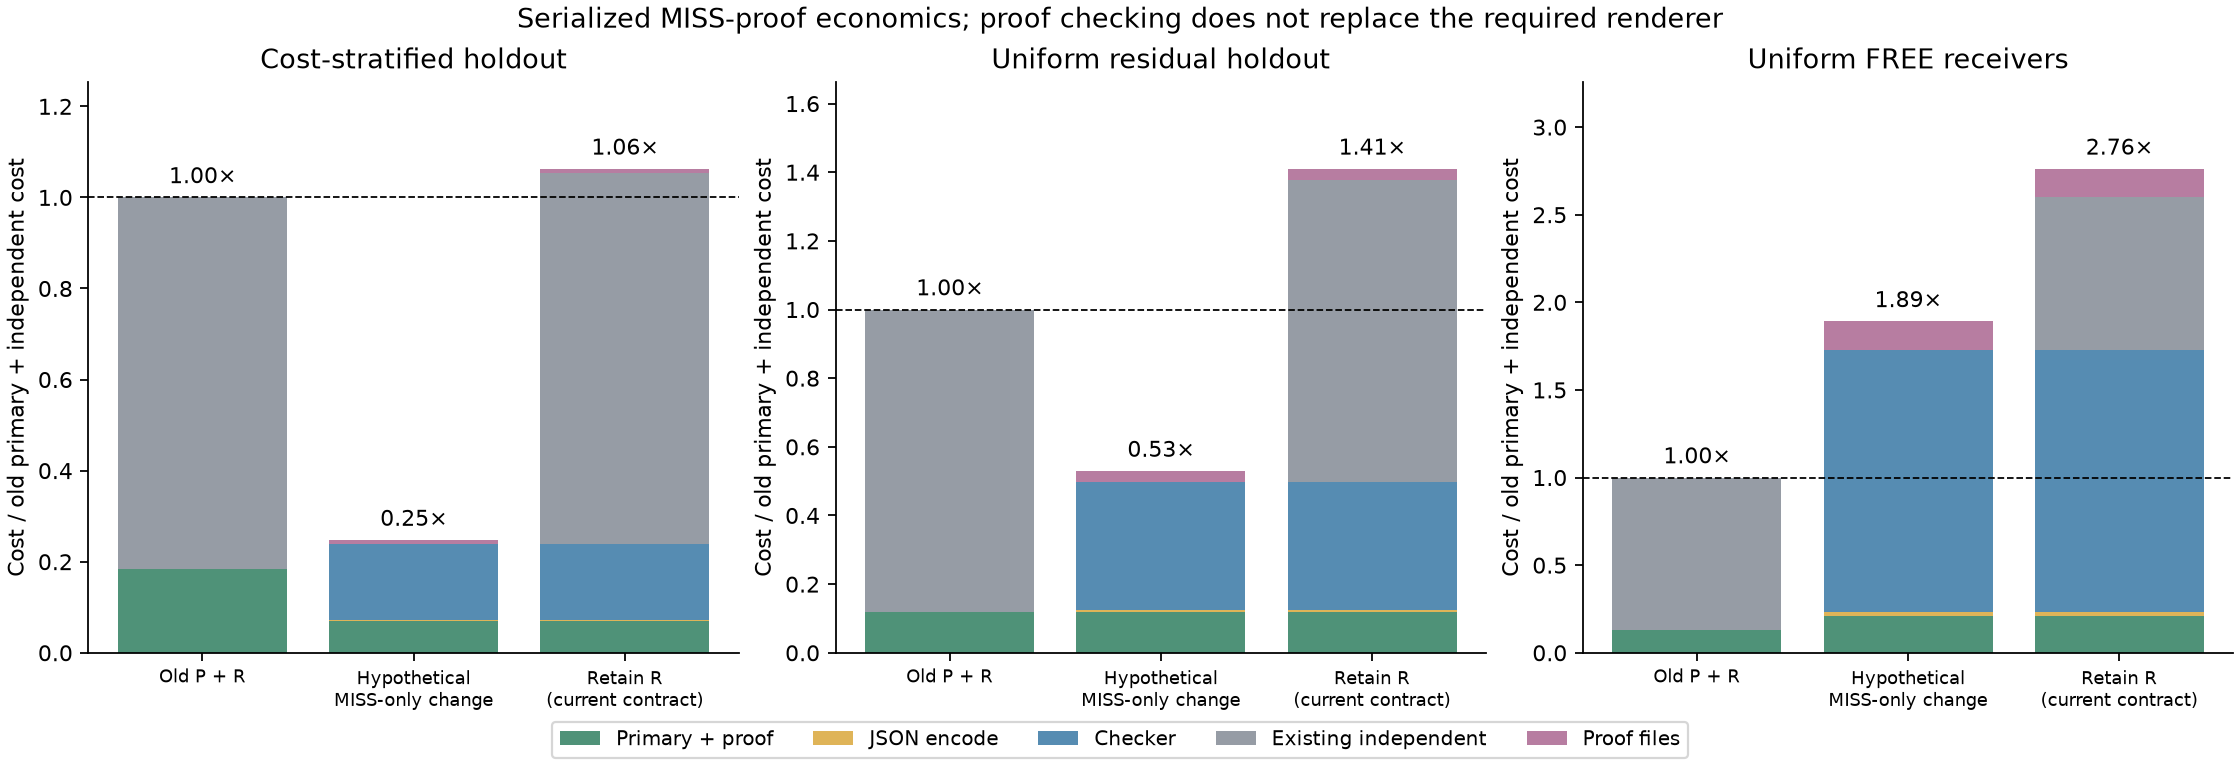 Serialized MISS-proof economics; proof checking does not replace the required renderer
Cost-stratified holdout
Cost / old primary + independent cost
1.2
1.0
0.8
0.6
0.4
0.2
0.0
1.00×
0.25×
1.06×
Old P + R
Hypothetical
MISS-only change
Retain R
(current contract)
Uniform residual holdout
Cost / old primary + independent cost
1.6
1.4
1.2
1.0
0.8
0.6
0.4
0.2
0.0
1.00×
0.53×
1.41×
Old P + R
Hypothetical
MISS-only change
Retain R
(current contract)
Uniform FREE receivers
Cost / old primary + independent cost
3.0
2.5
2.0
1.5
1.0
0.5
0.0
1.00×
1.89×
2.76×
Old P + R
Hypothetical
MISS-only change
Retain R
(current contract)
Primary + proof
JSON encode
Checker
Existing independent
Proof files